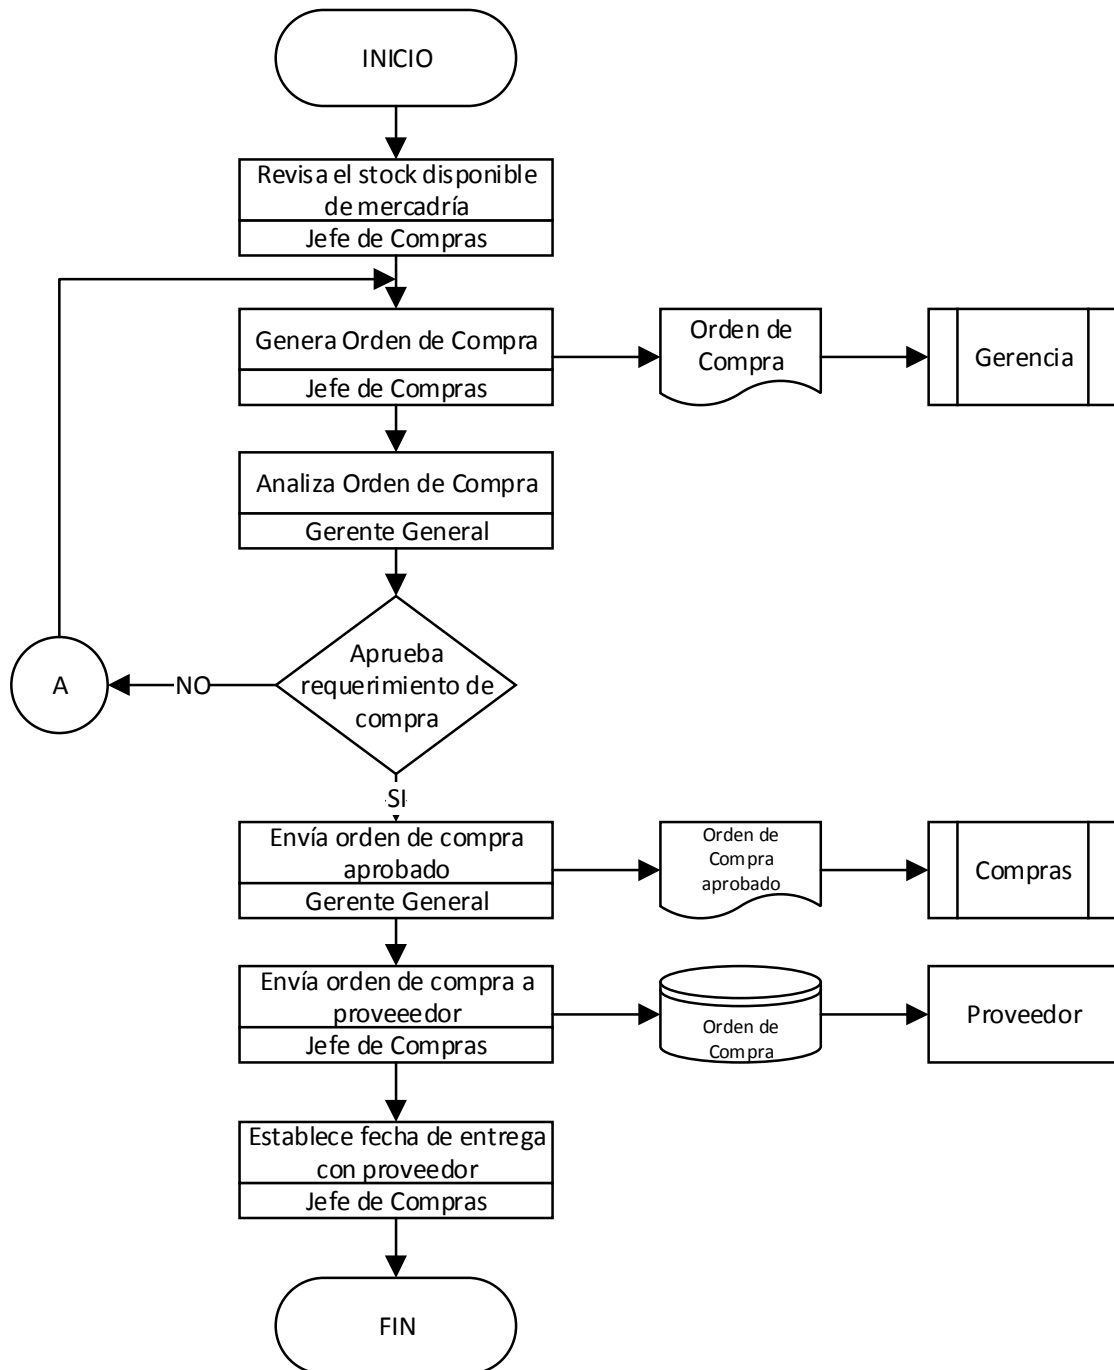 INICIO
Revisa el stock disponible
de mercadría
Jefe de Compras
Genera Orden de Compra
Jefe de Compras
Orden de
Compra
Gerencia
Analiza Orden de Compra
Gerente General
Aprueba
requerimiento de
compra
NO
A
SI
Envía orden de compra
aprobado
Gerente General
Orden de
Compra
aprobado
Compras
Envía orden de compra a
proveeedor
Jefe de Compras
Orden de
Compra
Proveedor
Establece fecha de entrega
con proveedor
Jefe de Compras
FIN